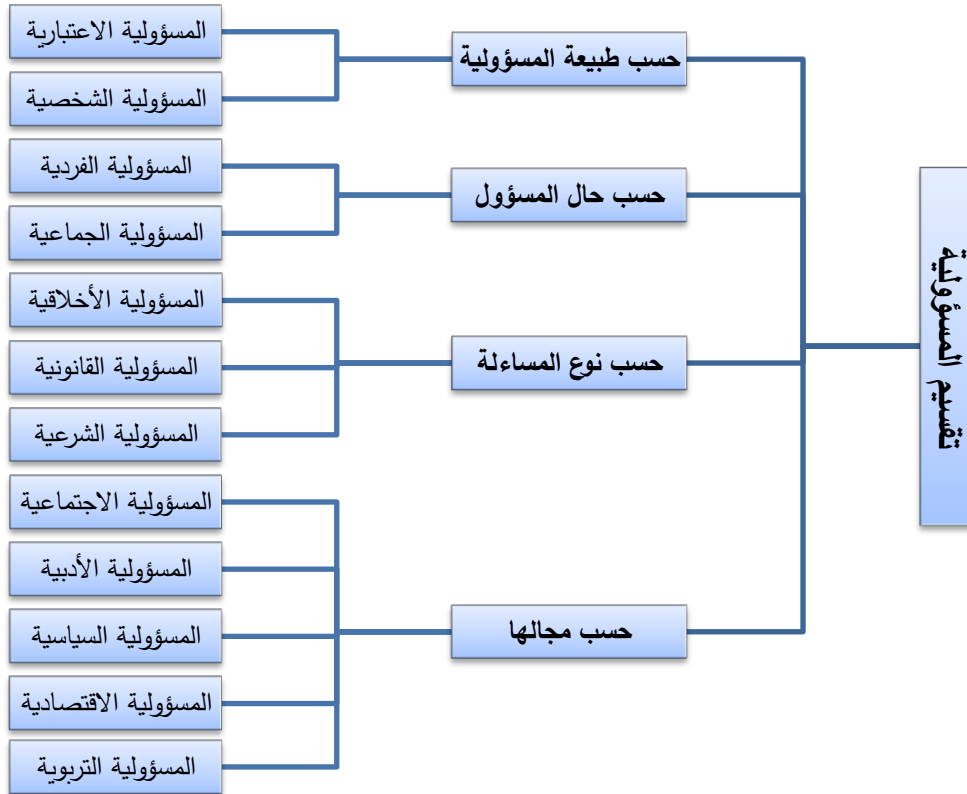 تقسيم المسؤولية
حسب طبيعة المسؤولية
المسؤولية الاعتبارية
المسؤولية الشخصية
حسب حال المسؤول
المسؤولية الفردية
المسؤولية الجماعية
حسب نوع المساءلة
المسؤولية الأخلاقية
المسؤولية القانونية
المسؤولية الشرعية
حسب مجالها
المسؤولية الاجتماعية
المسؤولية الأدبية
المسؤولية السياسية
المسؤولية الاقتصادية
المسؤولية التربوية